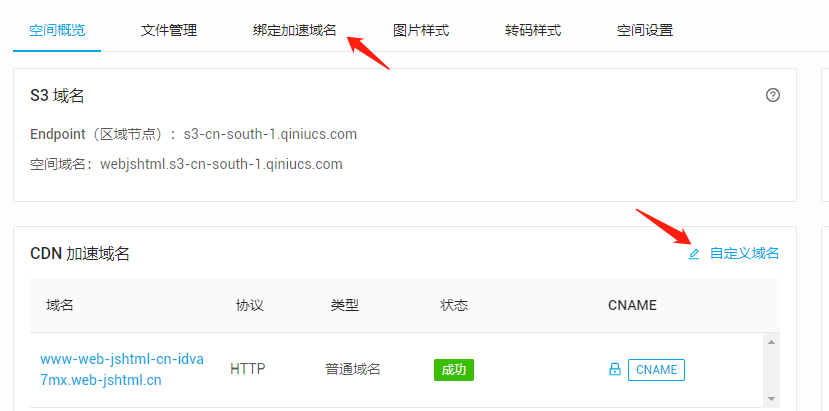 空间概览 文件管理 绑定加速域名 图片样式 转码样式 空间设置
S3 域名
Endpoint（区域节点）：s3-cn-south-1.qiniucs.com
空间域名：webjshtml.s3-cn-south-1.qiniucs.com
CDN 加速域名 自定义域名
域名 协议 类型 状态 CNAME
www-web-jshtml-cn-idva
7mx.web-jshtml.cn HTTP 普通域名 成功 CNAME